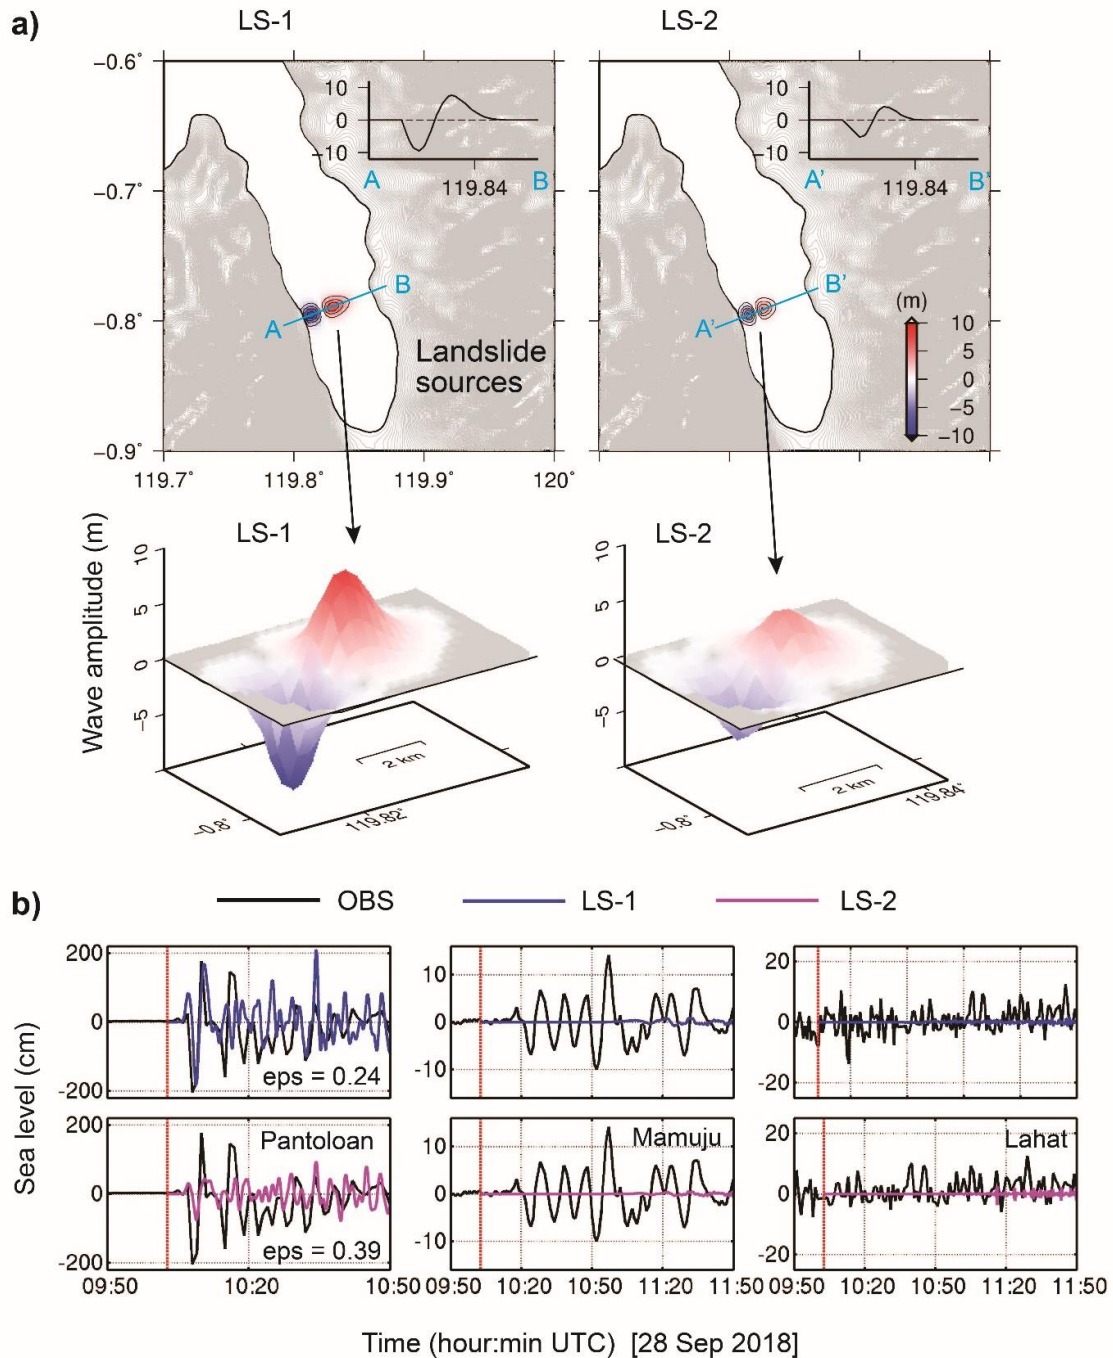 a)
LS-1
LS-2
−0.6°
−0.7°
−0.8°
−0.9°
119.7°
119.8°
119.9°
120°
10
0
−10
A
119.84
B
A
B
Landslide
sources
10
0
−10
A'
119.84
B'
A'
B'
(m)
10
5
0
−5
−10
LS-1
LS-2
Wave amplitude (m)
10
5
0
−5
−0.8°
119.82°
2 km
10
5
0
−5
−0.8°
119.84°
2 km
b)
OBS
LS-1
LS-2
Sea level (cm)
200
0
-200
eps = 0.24
10
0
−10
20
0
−20
200
0
-200
Pantoloan
eps = 0.39
10
0
−10
Mamuju
20
0
−20
Lahat
09:50
10:20
10:50
09:50
10:20
10:50
11:20
11:50
09:50
10:20
10:50
11:20
11:50
Time (hour:min UTC) [28 Sep 2018]